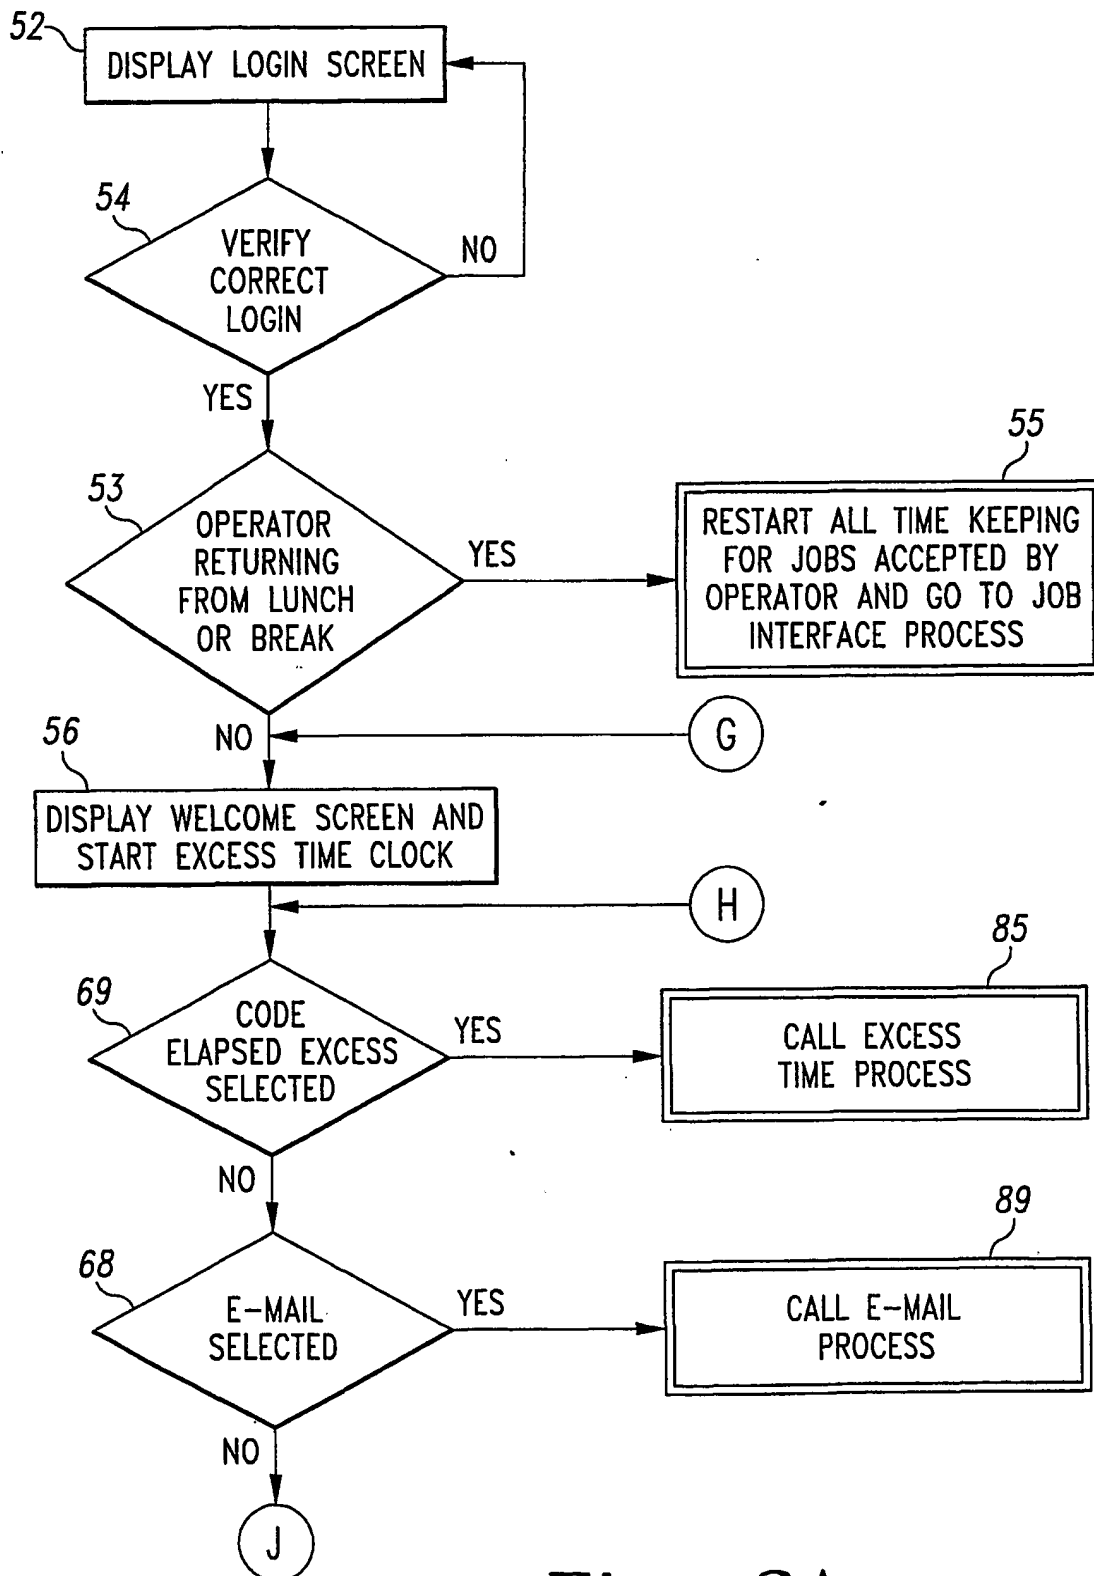 52
DISPLAY LOGIN SCREEN
54
VERIFY
CORRECT
LOGIN
NO
YES
53
OPERATOR
RETURNING
FROM LUNCH
OR BREAK
YES
55
RESTART ALL TIME KEEPING
FOR JOBS ACCEPTED BY
OPERATOR AND GO TO JOB
INTERFACE PROCESS
NO
G
56
DISPLAY WELCOME SCREEN AND
START EXCESS TIME CLOCK
H
69
CODE
ELAPSED EXCESS
SELECTED
YES
85
CALL EXCESS
TIME PROCESS
NO
68
E-MAIL
SELECTED
YES
89
CALL E-MAIL
PROCESS
NO
J